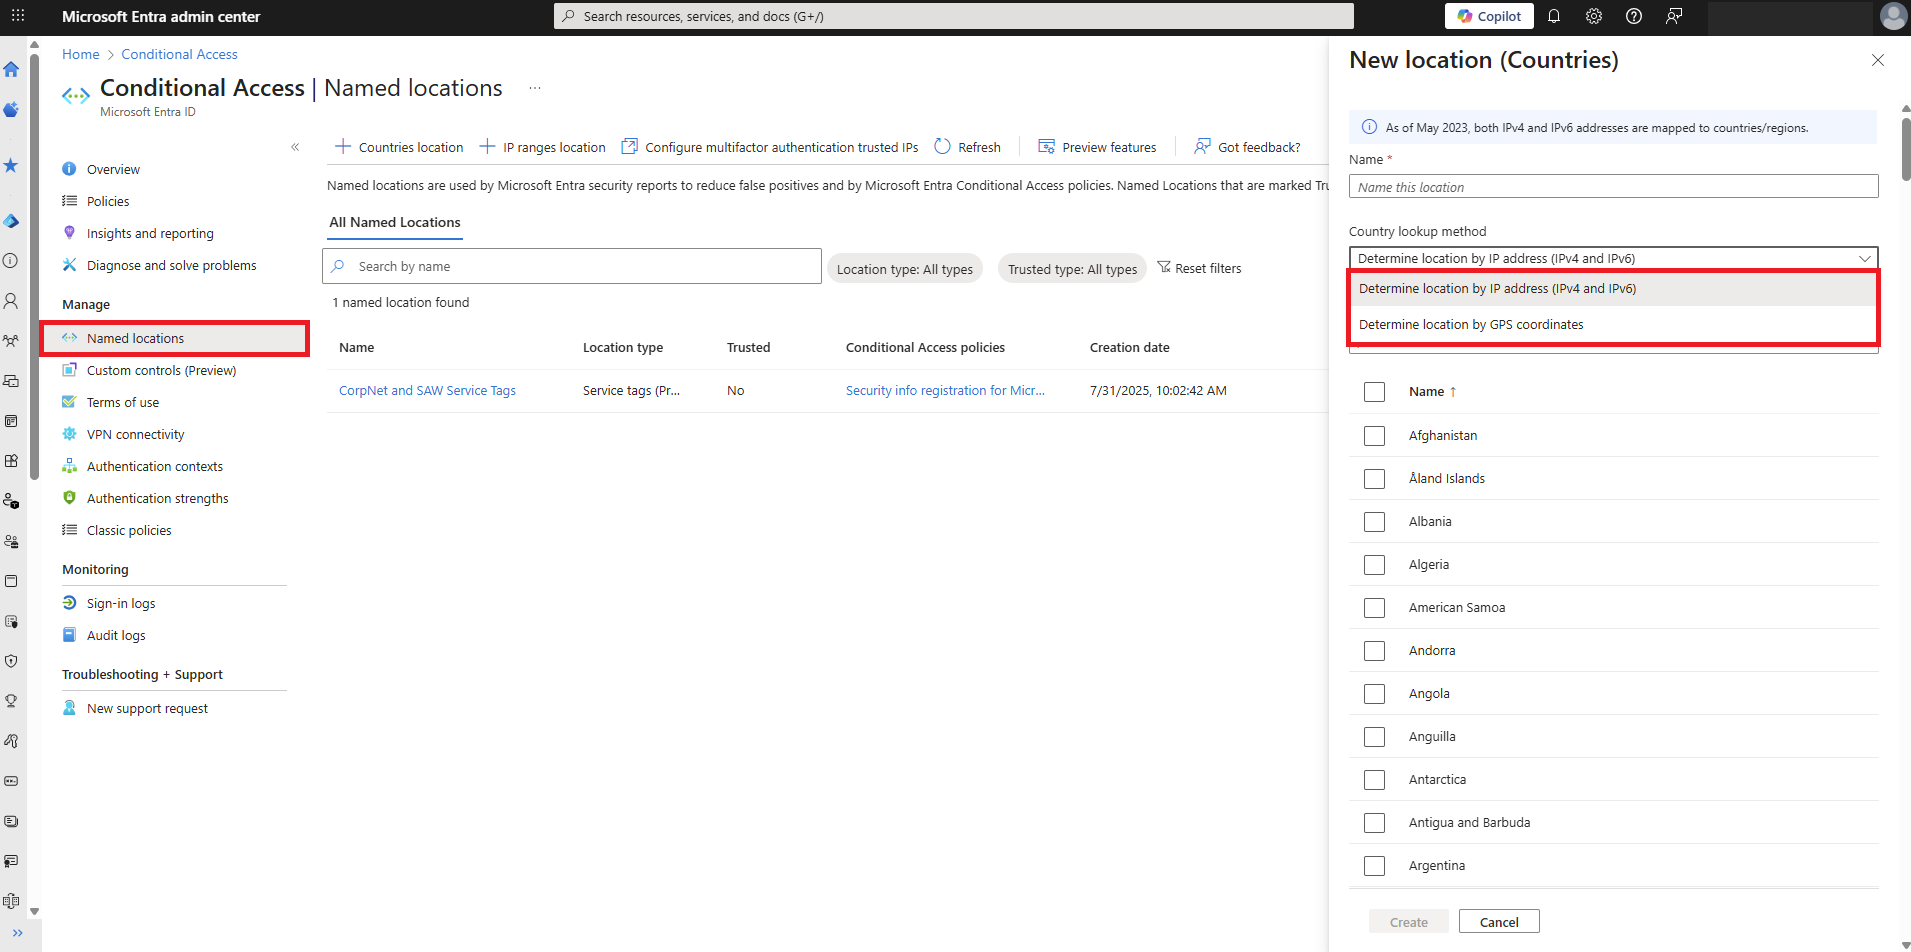 Microsoft Entra admin center
Search resources, services, and docs (G+/)
Copilot
Home > Conditional Access
Conditional Access | Named locations ...
Microsoft Entra ID
«
Overview
Policies
Insights and reporting
Diagnose and solve problems
Manage
Named locations
Custom controls (Preview)
Terms of use
VPN connectivity
Authentication contexts
Authentication strengths
Classic policies
Monitoring
Sign-in logs
Audit logs
Troubleshooting + Support
New support request
»
+ Countries location + IP ranges location Configure multifactor authentication trusted IPs Refresh Preview features Got feedback?
Named locations are used by Microsoft Entra security reports to reduce false positives and by Microsoft Entra Conditional Access policies. Named Locations that are marked Tru
All Named Locations
Search by name
Location type: All types
Trusted type: All types
Reset filters
1 named location found
Name Location type Trusted Conditional Access policies Creation date
CorpNet and SAW Service Tags Service tags (Pr... No Security info registration for Micr... 7/31/2025, 10:02:42 AM
New location (Countries)
As of May 2023, both IPv4 and IPv6 addresses are mapped to countries/regions.
Name *
Name this location
Country lookup method
Determine location by IP address (IPv4 and IPv6)
Determine location by IP address (IPv4 and IPv6)
Determine location by GPS coordinates
Name ↑
Afghanistan
Åland Islands
Albania
Algeria
American Samoa
Andorra
Angola
Anguilla
Antarctica
Antigua and Barbuda
Argentina
Create
Cancel